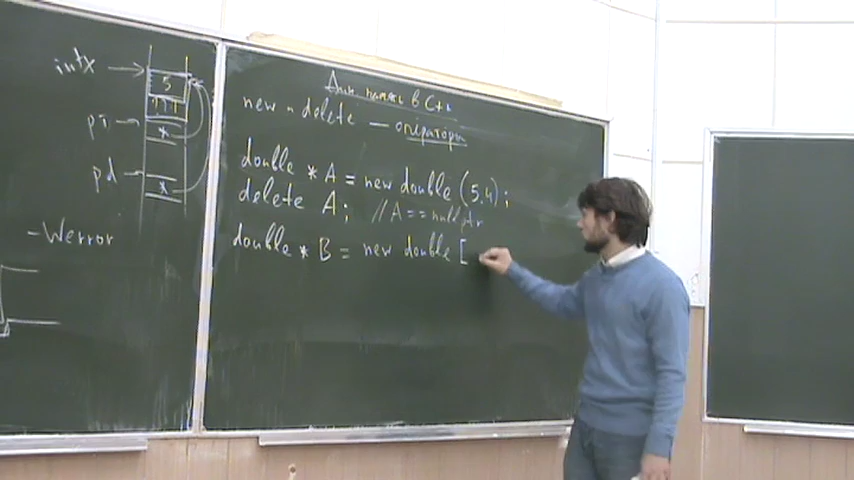 int x
5
pi
*
pd
*
-Werror
Дин. память в C++
new и delete — операторы
double * A = new double (5,4);
delete A; //A == nullptr
double * B = new double [